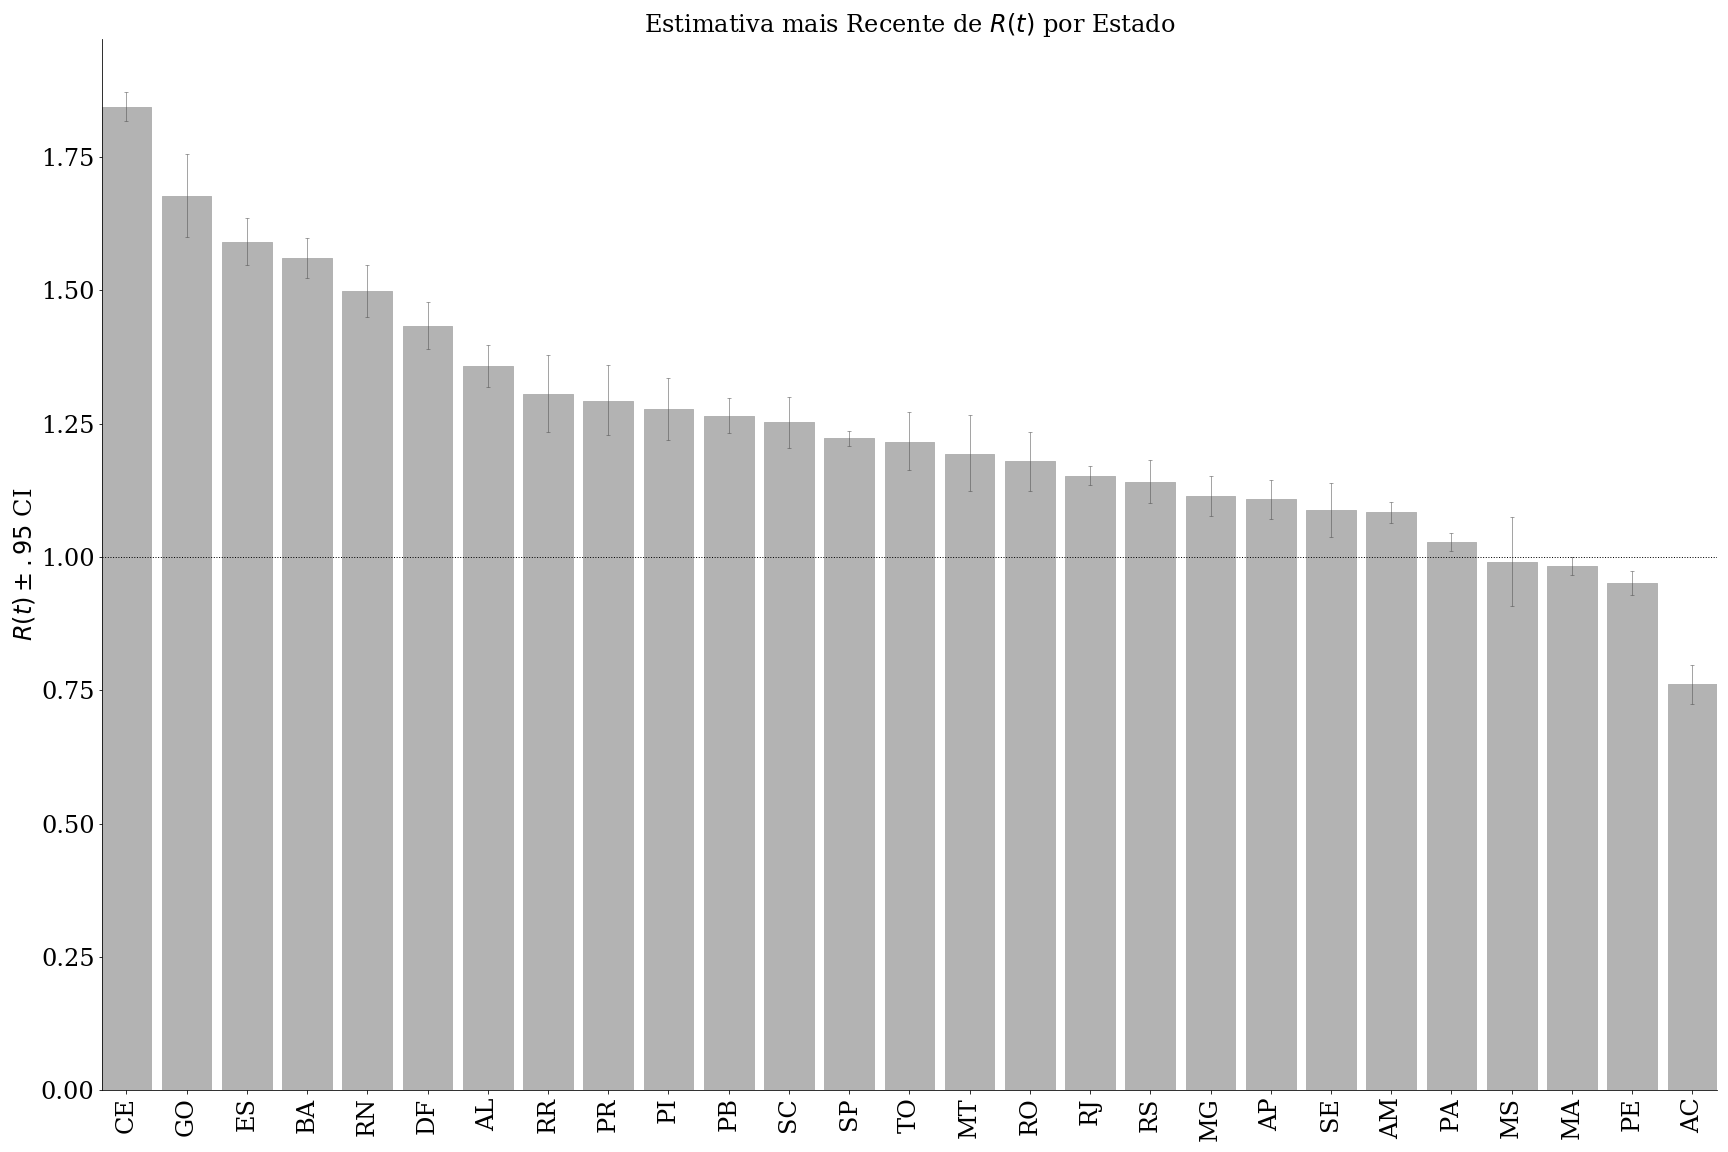 Estimativa mais Recente de R(t) por Estado
R(t) ± .95 CI
1.75
1.50
1.25
1.00
0.75
0.50
0.25
0.00
CE GO ES BA RN DF AL RR PR PI PB SC SP TO MT RO RJ RS MG AP SE AM PA MS MA PE AC